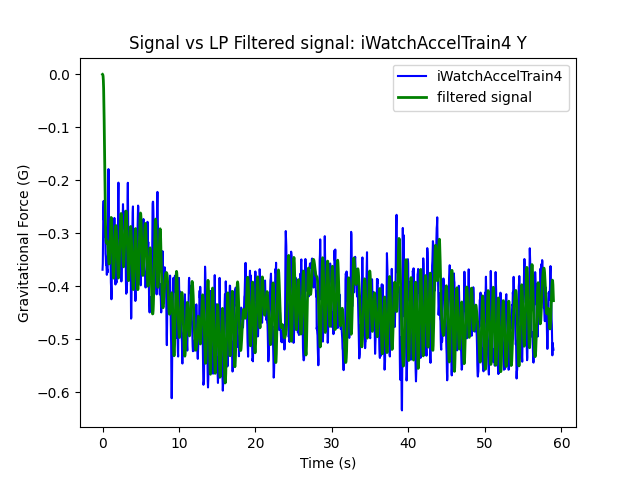 Signal vs LP Filtered signal: iWatchAccelTrain4 Y
iWatchAccelTrain4
filtered signal
Gravitational Force (G)
0.0
−0.1
−0.2
−0.3
−0.4
−0.5
−0.6
0 10 20 30 40 50 60
Time (s)